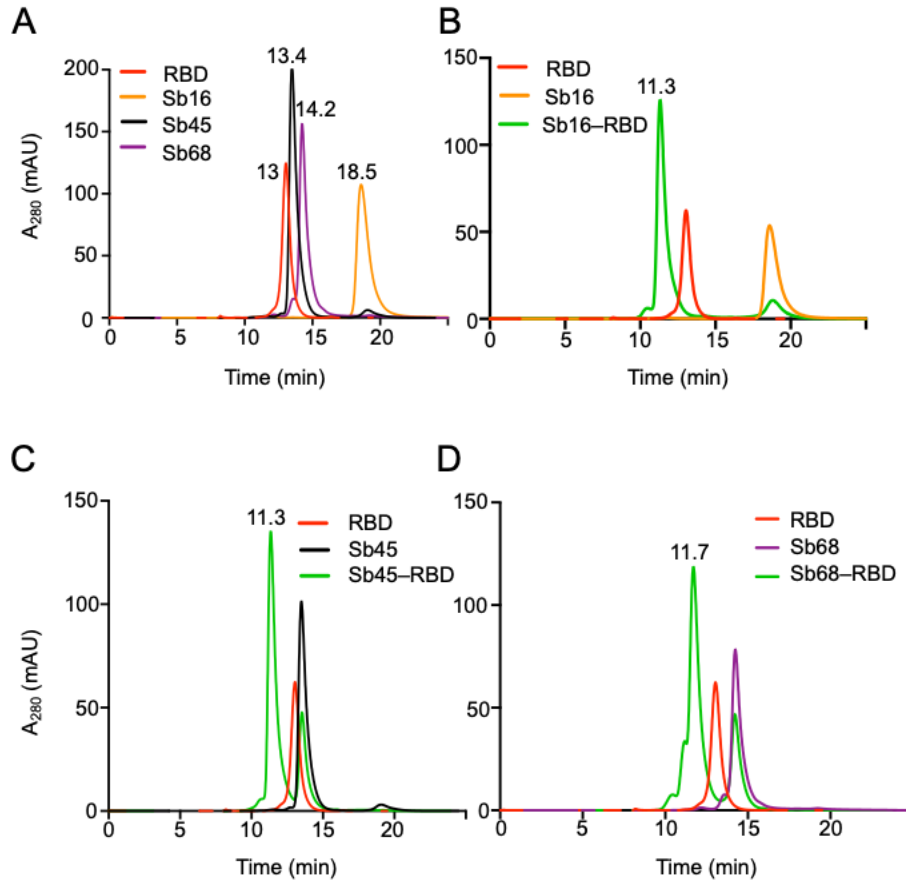 A
200
150
100
50
0
A280 (mAU)
RBD
Sb16
Sb45
Sb68
13.4
14.2
13
18.5
0 5 10 15 20
Time (min)
B
150
100
50
0
RBD
Sb16
Sb16–RBD
11.3
0 5 10 15 20
Time (min)
C
150
100
50
0
A280 (mAU)
11.3
RBD
Sb45
Sb45–RBD
0 5 10 15 20
Time (min)
D
150
100
50
0
11.7
RBD
Sb68
Sb68–RBD
0 5 10 15 20
Time (min)